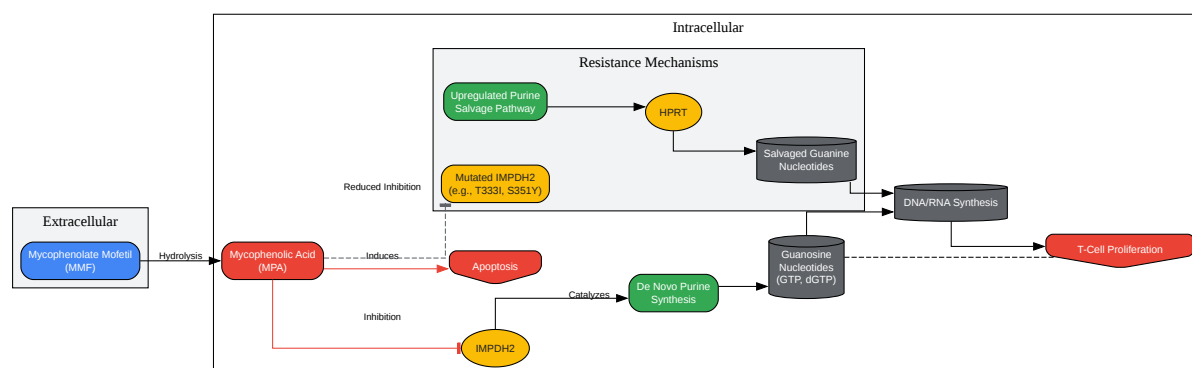 Intracellular
Resistance Mechanisms
Upregulated Purine
Salvage Pathway
HPRT
Salvaged Guanine
Nucleotides
Mutated IMPDH2
(e.g., T333I, S351Y)
Reduced Inhibition
DNA/RNA Synthesis
Extracellular
Mycophenolate Mofetil
(MMF)
Hydrolysis
Mycophenolic Acid
(MPA)
Induces
Apoptosis
Guanosine
Nucleotides
(GTP, dGTP)
T-Cell Proliferation
Catalyzes
De Novo Purine
Synthesis
Inhibition
IMPDH2